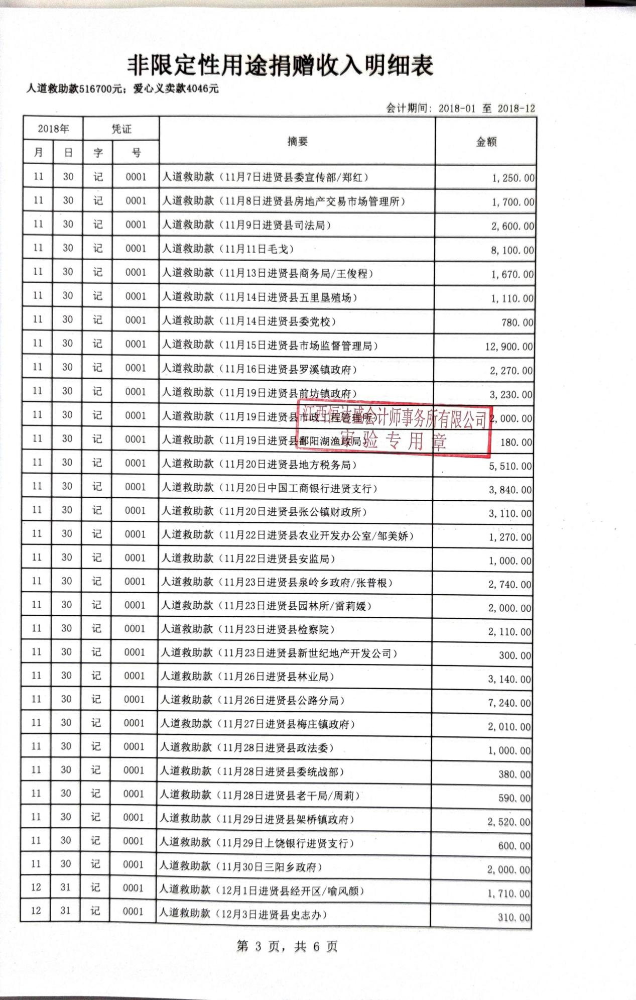 非限定性用途捐赠收入明细表
人道救助款516700元；爱心义卖款4046元
会计期间：2018-01 至 2018-12
2018年 凭证 摘要 金额
月 日 字 号
11 30 记 0001 人道救助款（11月7日进贤县委宣传部/郑红） 1,250.00
11 30 记 0001 人道救助款（11月8日进贤县房地产交易市场管理所） 1,700.00
11 30 记 0001 人道救助款（11月9日进贤县司法局） 2,600.00
11 30 记 0001 人道救助款（11月11日毛戈） 8,100.00
11 30 记 0001 人道救助款（11月13日进贤县商务局/王俊程） 1,670.00
11 30 记 0001 人道救助款（11月14日进贤县五里垦殖场） 1,110.00
11 30 记 0001 人道救助款（11月14日进贤县委党校） 780.00
11 30 记 0001 人道救助款（11月15日进贤县市场监督管理局） 12,900.00
11 30 记 0001 人道救助款（11月16日进贤县罗溪镇政府） 2,270.00
11 30 记 0001 人道救助款（11月19日进贤县前坊镇政府） 3,230.00
11 30 记 0001 人道救助款（11月19日进贤县市政工程管理所） 2,000.00
11 30 记 0001 人道救助款（11月19日进贤县鄱阳湖渔政局） 180.00
江西恒达盛会计师事务所有限公司
审验专用章
11 30 记 0001 人道救助款（11月20日进贤县地方税务局） 5,510.00
11 30 记 0001 人道救助款（11月20日中国工商银行进贤支行） 3,840.00
11 30 记 0001 人道救助款（11月20日进贤县张公镇财政所） 3,110.00
11 30 记 0001 人道救助款（11月22日进贤县农业开发办公室/邹美娇） 1,270.00
11 30 记 0001 人道救助款（11月22日进贤县安监局） 1,000.00
11 30 记 0001 人道救助款（11月23日进贤县泉岭乡政府/张普根） 2,740.00
11 30 记 0001 人道救助款（11月23日进贤县园林所/雷莉媛） 2,000.00
11 30 记 0001 人道救助款（11月23日进贤县检察院） 2,110.00
11 30 记 0001 人道救助款（11月23日进贤县新世纪地产开发公司） 300.00
11 30 记 0001 人道救助款（11月26日进贤县林业局） 3,140.00
11 30 记 0001 人道救助款（11月26日进贤县公路分局） 7,240.00
11 30 记 0001 人道救助款（11月27日进贤县梅庄镇政府） 2,010.00
11 30 记 0001 人道救助款（11月28日进贤县政法委） 1,000.00
11 30 记 0001 人道救助款（11月28日进贤县委统战部） 380.00
11 30 记 0001 人道救助款（11月28日进贤县老干局/周莉） 590.00
11 30 记 0001 人道救助款（11月29日进贤县架桥镇政府） 2,520.00
11 30 记 0001 人道救助款（11月29日上饶银行进贤支行） 600.00
11 30 记 0001 人道救助款（11月30日三阳乡政府） 2,000.00
12 31 记 0001 人道救助款（12月1日进贤县经开区/喻风颜） 1,710.00
12 31 记 0001 人道救助款（12月3日进贤县史志办） 310.00
第 3 页，共 6 页